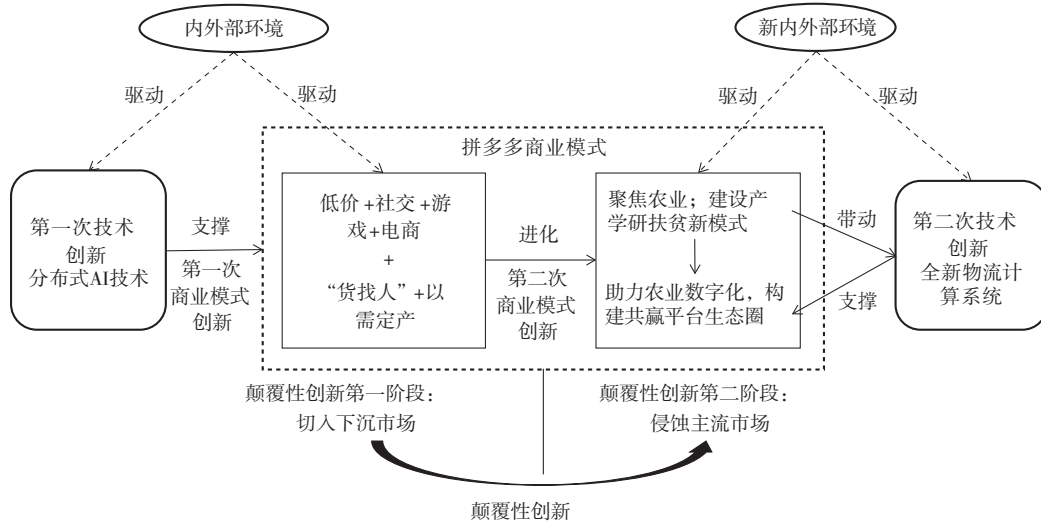 内外部环境
新内外部环境
驱动
驱动
驱动
驱动
拼多多商业模式
第一次技术
创新
分布式AI技术
支撑
第一次
商业模式
创新
低价+社交+游
戏+电商
+
“货找人”+以
需定产
进化
第二次
商业模式
创新
聚焦农业；建设产
学研扶贫新模式
助力农业数字化，构
建共赢平台生态圈
带动
支撑
第二次技术
创新
全新物流计
算系统
颠覆性创新第一阶段：
切入下沉市场
颠覆性创新第二阶段：
侵蚀主流市场
颠覆性创新